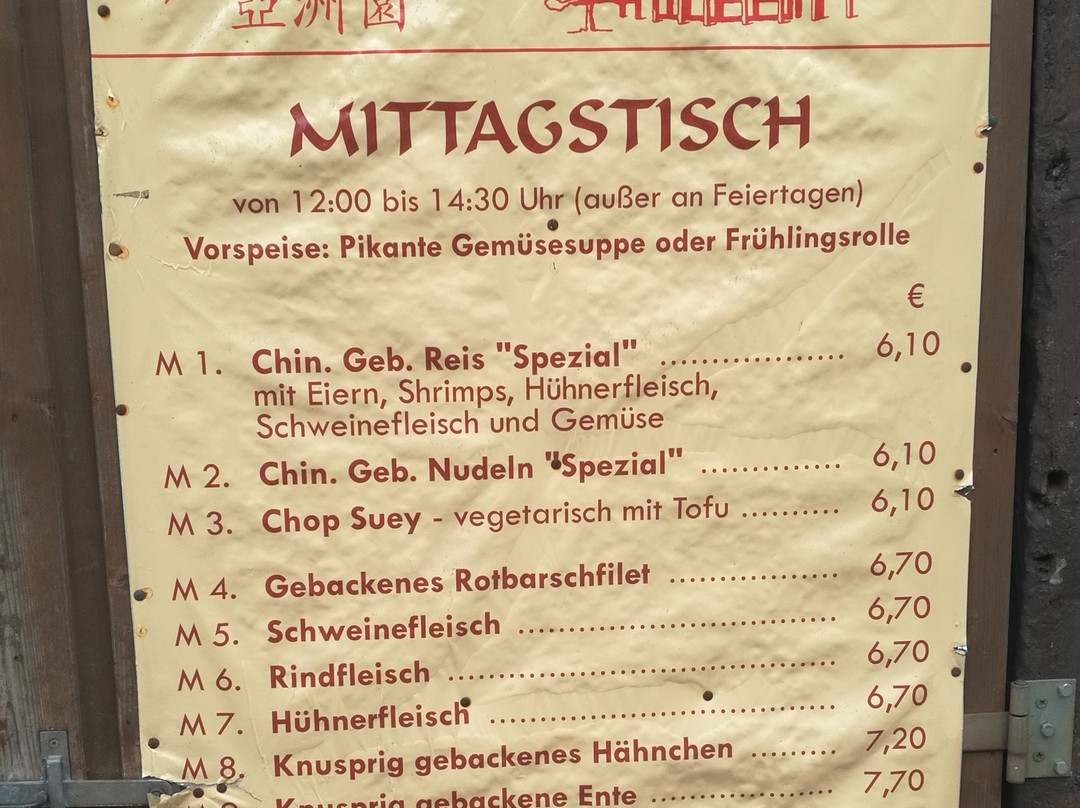 亞洲園
MITTAGSTISCH
von 12:00 bis 14:30 Uhr (außer an Feiertagen)
Vorspeise: Pikante Gemüsesuppe oder Frühlingsrolle
€
M 1. Chin. Geb. Reis "Spezial" .................. 6,10
mit Eiern, Shrimps, Hühnerfleisch,
Schweinefleisch und Gemüse
M 2. Chin. Geb. Nudeln "Spezial" .............. 6,10
M 3. Chop Suey - vegetarisch mit Tofu .......... 6,10
M 4. Gebackenes Rotbarschfilet ................. 6,70
M 5. Schweinefleisch ................................ 6,70
M 6. Rindfleisch ....................................... 6,70
M 7. Hühnerfleisch ................................... 6,70
M 8. Knusprig gebackenes Hähnchen ......... 7,20
Knusprig gebackene Ente ................... 7,70